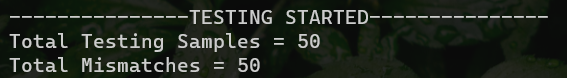 ---------------TESTING STARTED---------------
Total Testing Samples = 50
Total Mismatches = 50